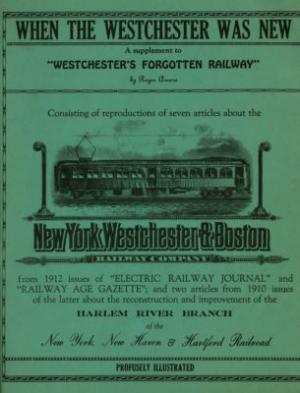 WHEN THE WESTCHESTER WAS NEW
A supplement to
"WESTCHESTER'S FORGOTTEN RAILWAY"
by Roger Arcara
Consisting of reproductions of seven articles about the
New York, Westchester & Boston
RAILWAY COMPANY
from 1912 issues of "ELECTRIC RAILWAY JOURNAL" and
"RAILWAY AGE GAZETTE"; and two articles from 1910 issues
of the latter about the reconstruction and improvement of the
HARLEM RIVER BRANCH
of the
New York, New Haven & Hartford Railroad
PROFUSELY ILLUSTRATED